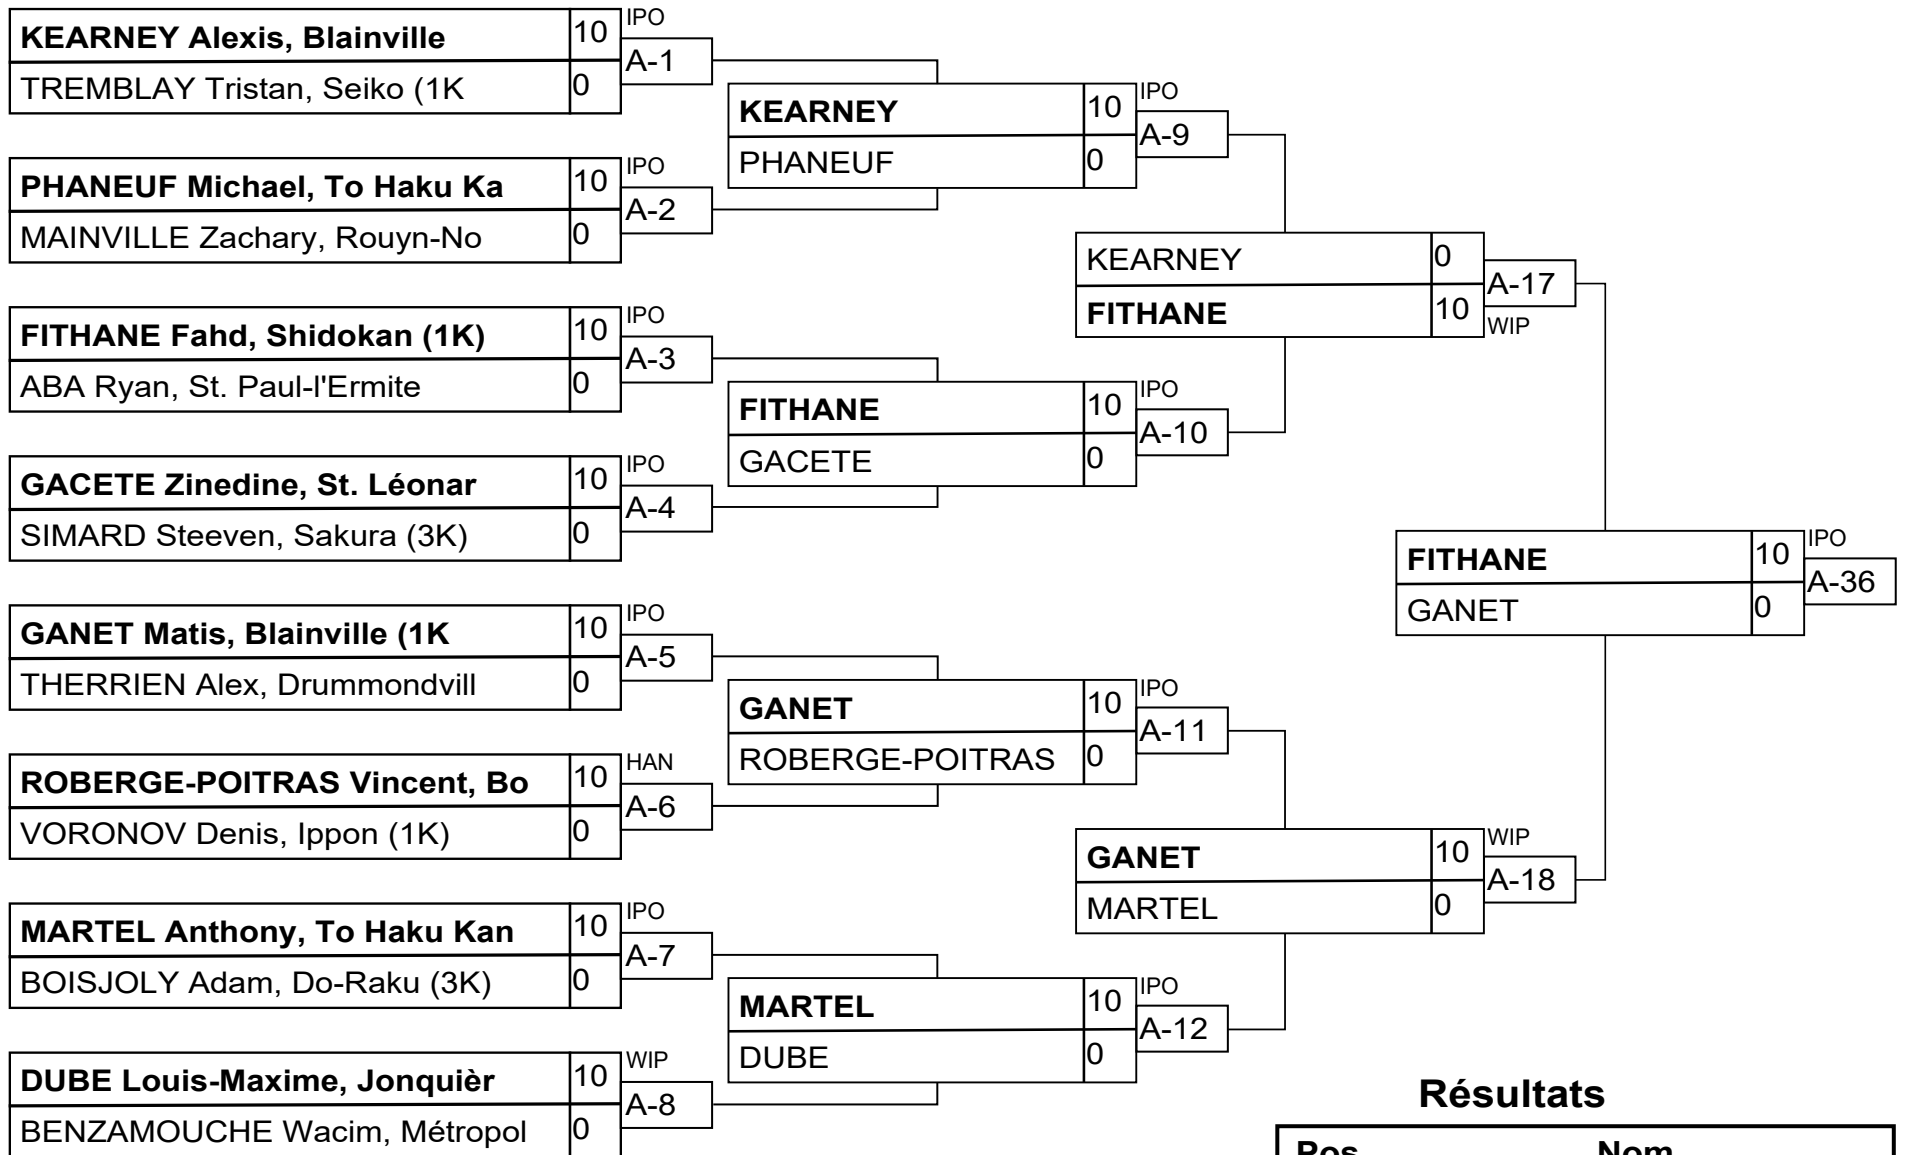 KEARNEY Alexis, Blainville 10 IPO
TREMBLAY Tristan, Seiko (1K 0 A-1
PHANEUF Michael, To Haku Ka 10 IPO
MAINVILLE Zachary, Rouyn-No 0 A-2
FITHANE Fahd, Shidokan (1K) 10 IPO
ABA Ryan, St. Paul-l'Ermite 0 A-3
GACETE Zinedine, St. Léonar 10 IPO
SIMARD Steeven, Sakura (3K) 0 A-4
GANET Matis, Blainville (1K 10 IPO
THERRIEN Alex, Drummondvill 0 A-5
ROBERGE-POITRAS Vincent, Bo 10 HAN
VORONOV Denis, Ippon (1K) 0 A-6
MARTEL Anthony, To Haku Kan 10 IPO
BOISJOLY Adam, Do-Raku (3K) 0 A-7
DUBE Louis-Maxime, Jonquièr 10 WIP
BENZAMOUCHE Wacim, Métropol 0 A-8
KEARNEY 10 IPO
PHANEUF 0 A-9
FITHANE 10 IPO
GACETE 0 A-10
GANET 10 IPO
ROBERGE-POITRAS 0 A-11
MARTEL 10 IPO
DUBE 0 A-12
KEARNEY 0 A-17
FITHANE 10 WIP
GANET 10 WIP
MARTEL 0 A-18
FITHANE 10 IPO
GANET 0 A-36
Résultats
Pos Nom